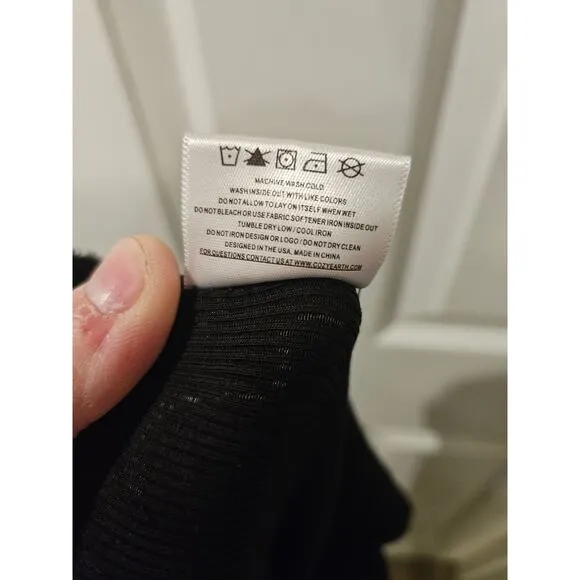 MACHINE WASH COLD
WASH INSIDE OUT WITH LIKE COLORS
DO NOT ALLOW TO LAY ON ITSELF WHEN WET
DO NOT BLEACH OR USE FABRIC SOFTENER IRON INSIDE OUT
TUMBLE DRY LOW / COOL IRON
DO NOT IRON DESIGN OR LOGO / DO NOT DRY CLEAN
DESIGNED IN THE USA, MADE IN CHINA
FOR QUESTIONS CONTACT US AT WWW.COZYEARTH.COM